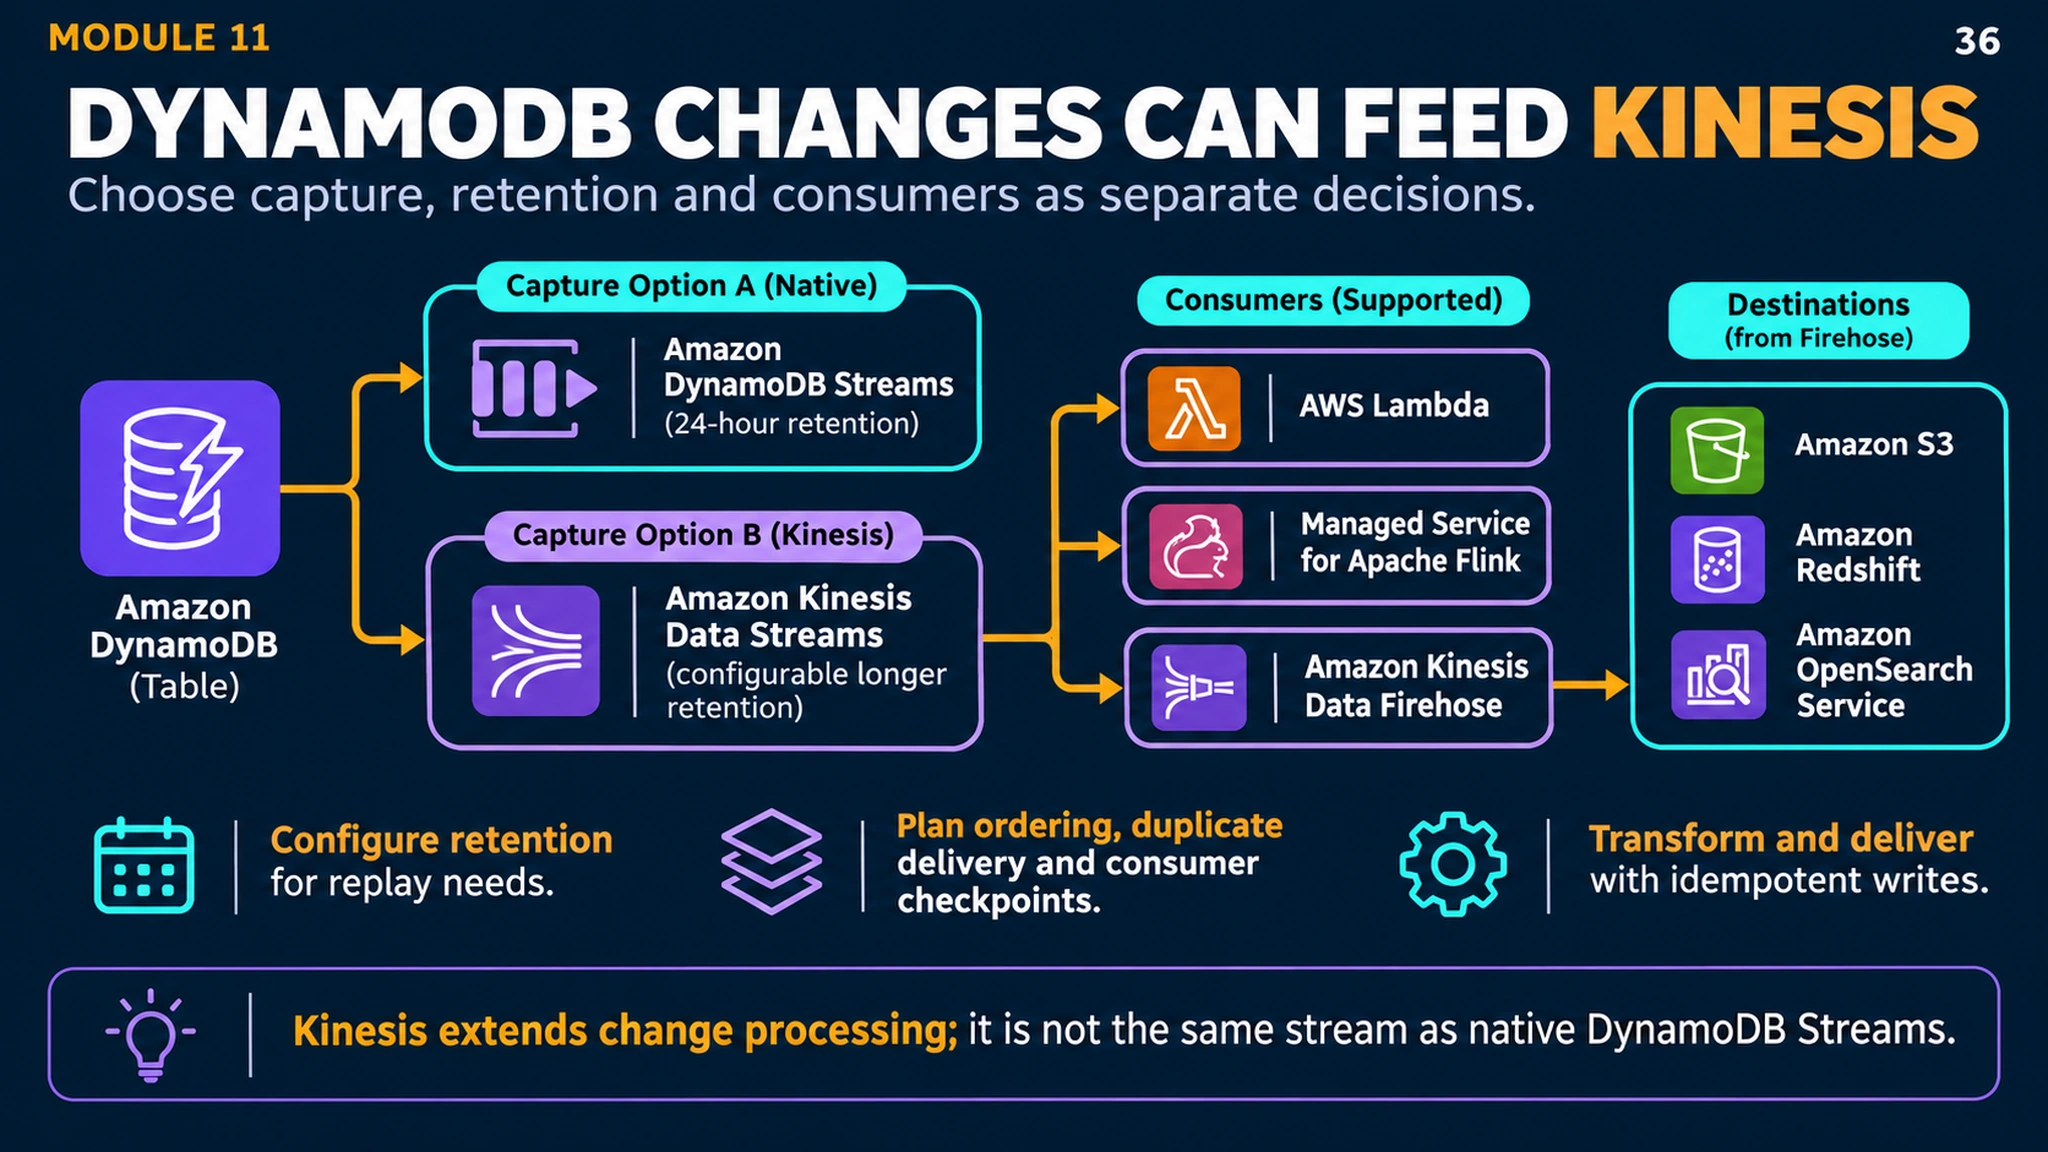 MODULE 11
36
DYNAMODB CHANGES CAN FEED KINESIS
Choose capture, retention and consumers as separate decisions.
Amazon
DynamoDB
(Table)
Capture Option A (Native)
Amazon
DynamoDB Streams
(24-hour retention)
Capture Option B (Kinesis)
Amazon Kinesis
Data Streams
(configurable longer
retention)
Consumers (Supported)
AWS Lambda
Managed Service
for Apache Flink
Amazon Kinesis
Data Firehose
Destinations
(from Firehose)
Amazon S3
Amazon
Redshift
Amazon
OpenSearch
Service
Configure retention
for replay needs.
Plan ordering, duplicate
delivery and consumer
checkpoints.
Transform and deliver
with idempotent writes.
Kinesis extends change processing; it is not the same stream as native DynamoDB Streams.